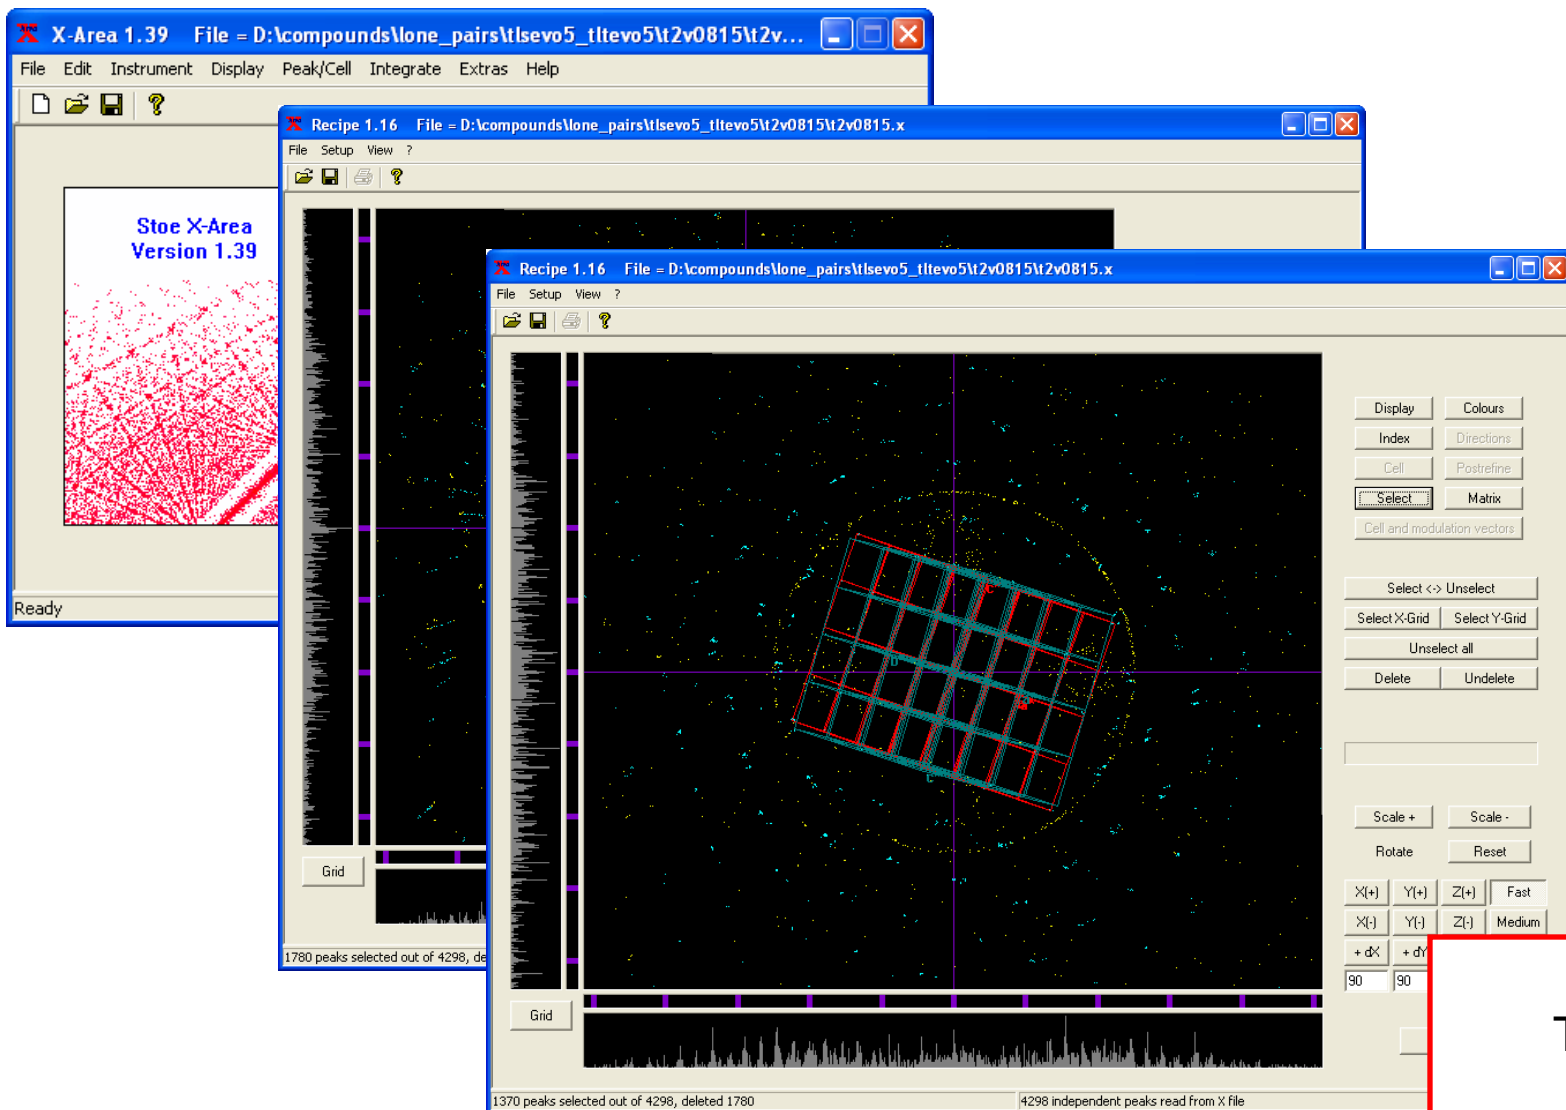 X-Area 1.39 File = D:\compounds\lone_pairs\tlsevo5_tltevo5\t2v0815\t2v...
File Edit Instrument Display Peak/Cell Integrate Extras Help
Stoe X-Area
Version 1.39
Ready
Recipe 1.16 File = D:\compounds\lone_pairs\tlsevo5_tltevo5\t2v0815\t2v0815.x
File Setup View ?
Grid
1780 peaks selected out of 4298, de
Recipe 1.16 File = D:\compounds\lone_pairs\tlsevo5_tltevo5\t2v0815\t2v0815.x
File Setup View ?
Display Colours
Index Directions
Cell Postrefine
Select Matrix
Cell and modulation vectors
Select <-> Unselect
Select X-Grid Select Y-Grid
Unselect all
Delete Undelete
Scale + Scale -
Rotate Reset
X(+) Y(+) Z(+) Fast
X(-) Y(-) Z(-) Medium
+ dX + dY
90 90
Grid
1370 peaks selected out of 4298, deleted 1780 4298 independent peaks read from X file